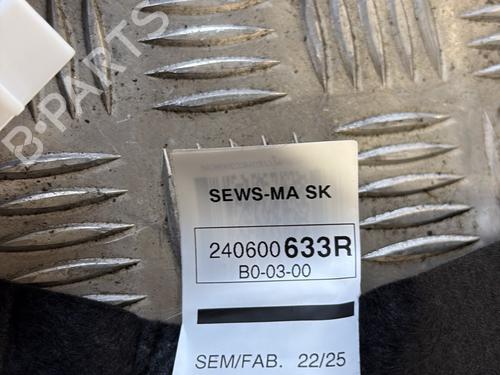 B-PARTS
SEWS-MA SK
240600633R
B0-03-00
SEM/FAB. 22/25